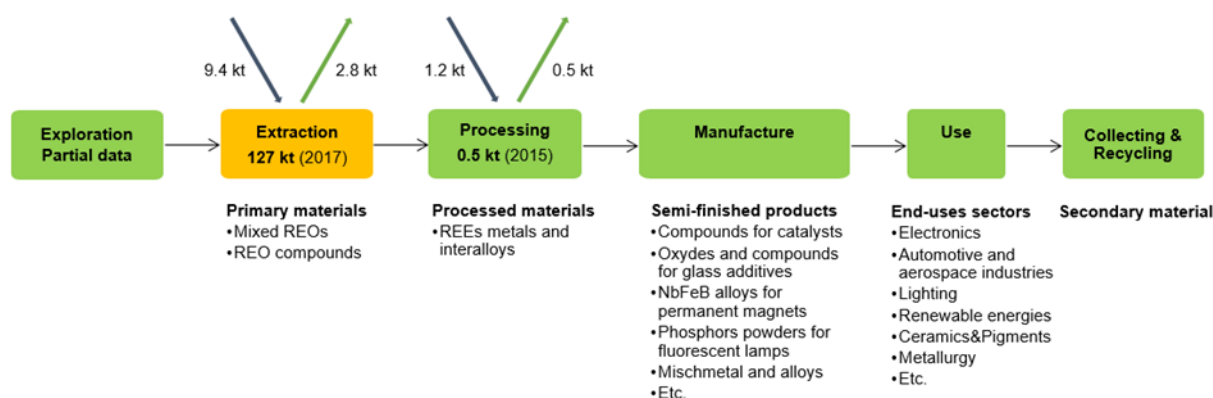 9.4 kt
2.8 kt
1.2 kt
0.5 kt
Exploration
Partial data
Extraction
127 kt (2017)
Processing
0.5 kt (2015)
Manufacture
Use
Collecting &
Recycling
Primary materials
•Mixed REOs
•REO compounds
Processed materials
•REEs metals and
interalloys
Semi-finished products
•Compounds for catalysts
•Oxydes and compounds
for glass additives
•NbFeB alloys for
permanent magnets
•Phosphors powders for
fluorescent lamps
•Mischmetal and alloys
•Etc.
End-uses sectors
•Electronics
•Automotive and
aerospace industries
•Lighting
•Renewable energies
•Ceramics&Pigments
•Metallurgy
•Etc.
Secondary material